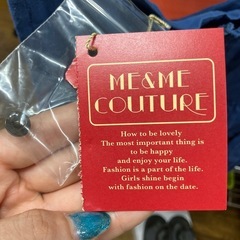 ME&ME
COUTURE
How to be lovely
The most important thing is
to be happy
and enjoy your life.
Fashion is a part of the life.
Girls shine begin
with fashion on the date.